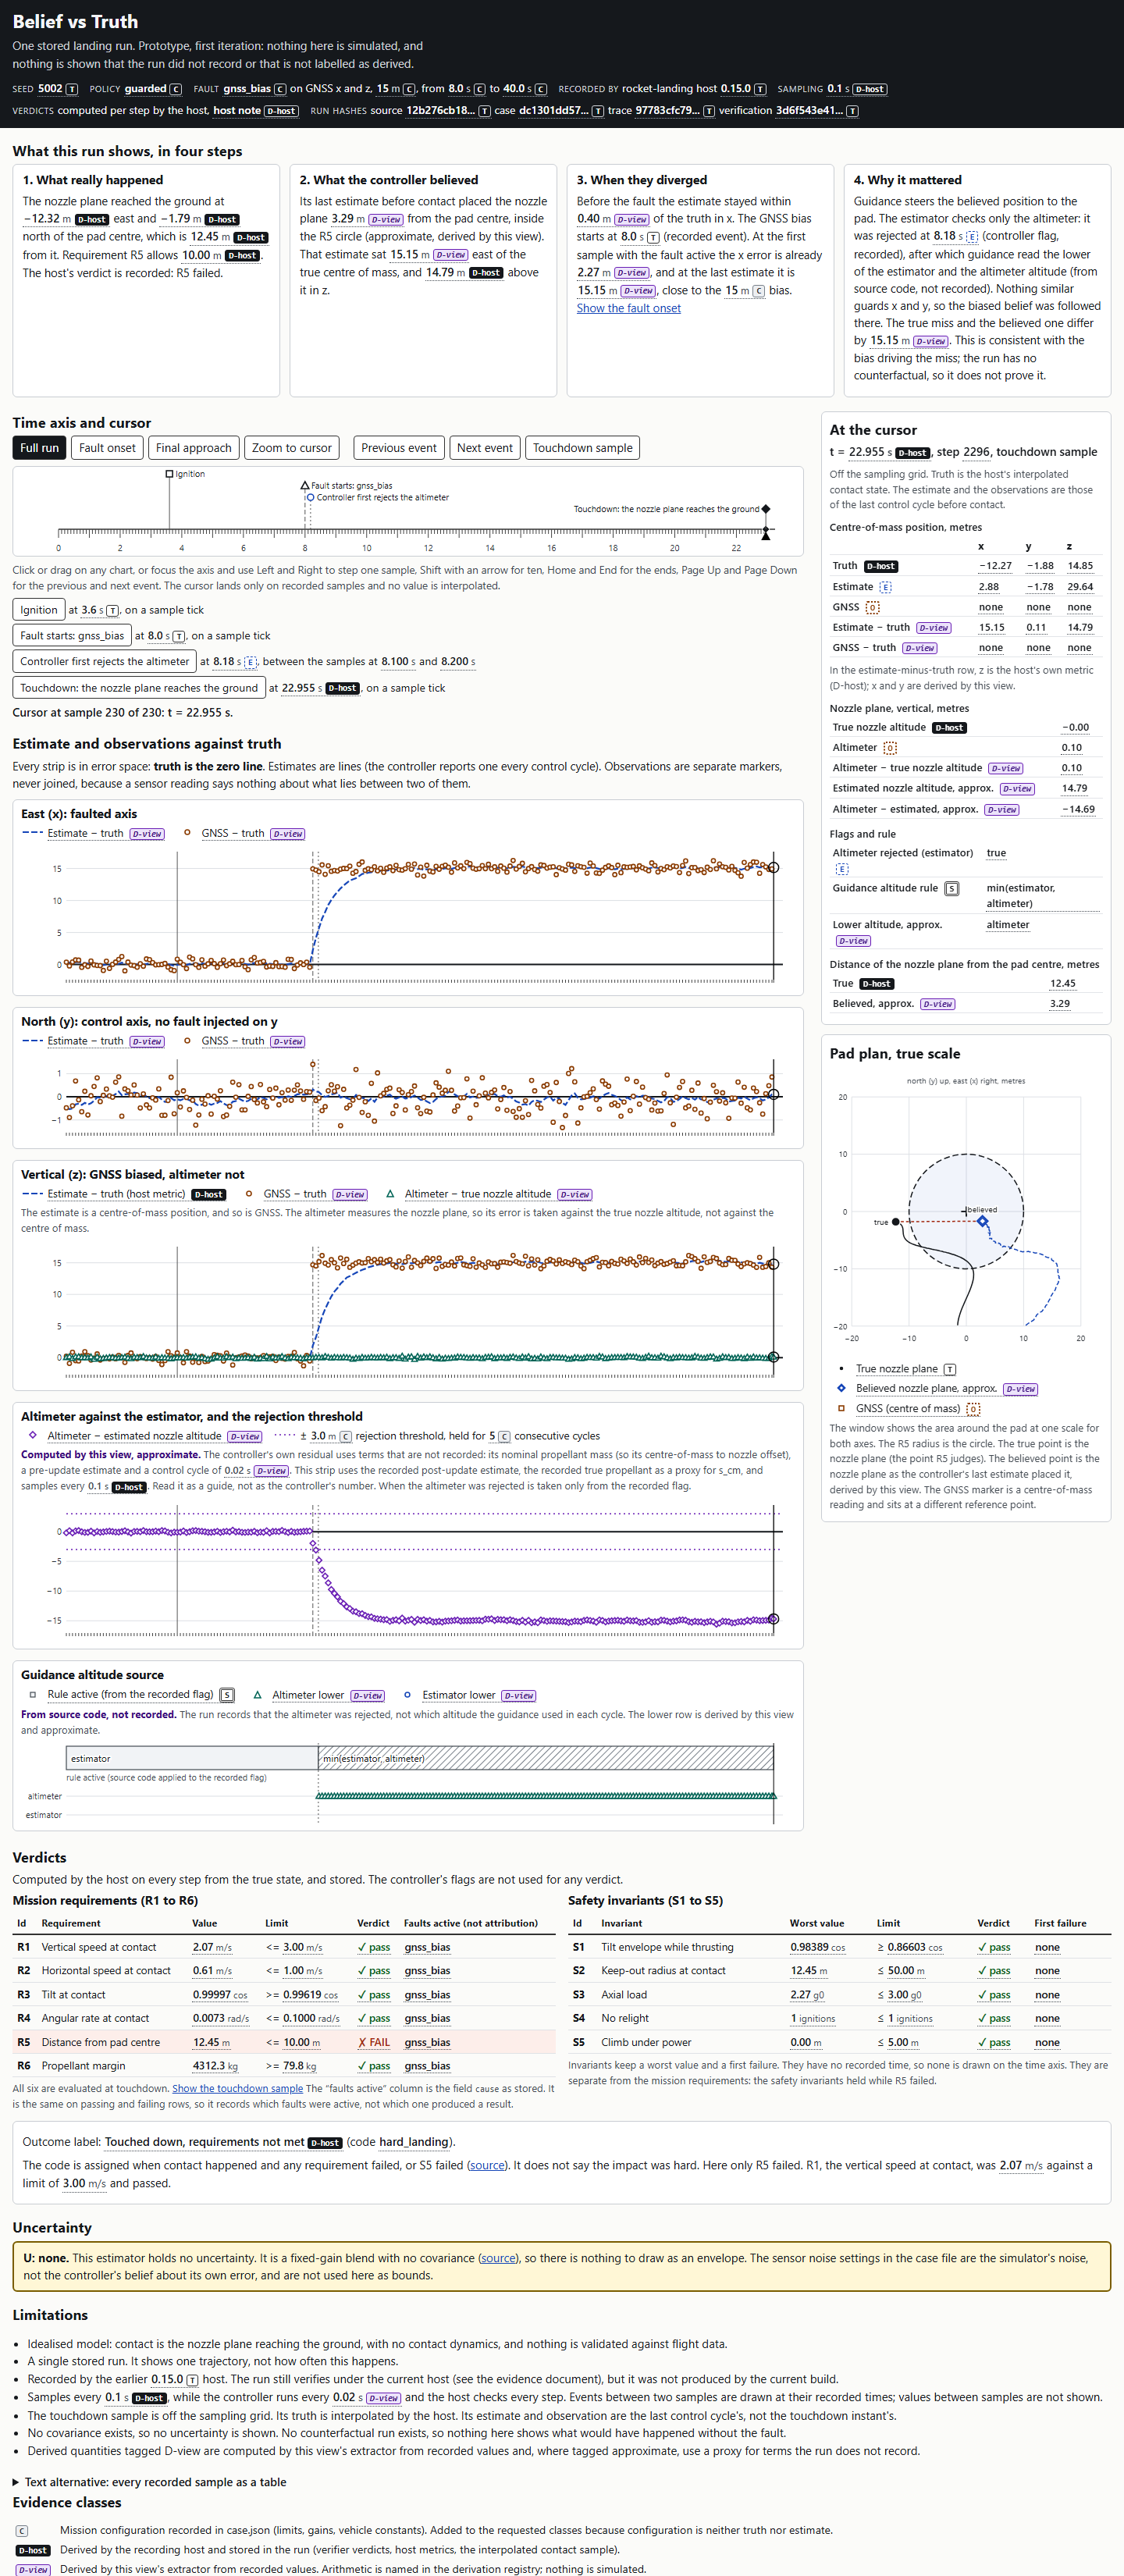 Belief vs Truth
One stored landing run. Prototype, first iteration: nothing here is simulated, and
nothing is shown that the run did not record or that is not labelled as derived.
SEED 5002 T POLICY guarded C FAULT gnss_bias C on GNSS x and z, 15 m C, from 8.0 s C to 40.0 s C RECORDED BY rocket-landing host 0.15.0 T SAMPLING 0.1 s D-host
VERDICTS computed per step by the host, host note D-host RUN HASHES source 12b276cb18... T case dc1301dd57... T trace 97783cfc79... T verification 3d6f543e41... T
What this run shows, in four steps
1. What really happened
The nozzle plane reached the ground at
−12.32 m D-host east and −1.79 m D-host
north of the pad centre, which is 12.45 m D-host
from it. Requirement R5 allows 10.00 m D-host.
The host's verdict is recorded: R5 failed.
2. What the controller believed
Its last estimate before contact placed the nozzle
plane 3.29 m D-view from the pad centre, inside
the R5 circle (approximate, derived by this view).
That estimate sat 15.15 m D-view east of the
true centre of mass, and 14.79 m D-host above
it in z.
3. When they diverged
Before the fault the estimate stayed within
0.40 m D-view of the truth in x. The GNSS bias
starts at 8.0 s T (recorded event). At the first
sample with the fault active the x error is already
2.27 m D-view, and at the last estimate it is
15.15 m D-view, close to the 15 m C bias.
Show the fault onset
4. Why it mattered
Guidance steers the believed position to the
pad. The estimator checks only the altimeter: it
was rejected at 8.18 s E (controller flag,
recorded), after which guidance read the lower
of the estimator and the altimeter altitude (from
source code, not recorded). Nothing similar
guards x and y, so the biased belief was followed
there. The true miss and the believed one differ
by 15.15 m D-view. This is consistent with the
bias driving the miss; the run has no
counterfactual, so it does not prove it.
Time axis and cursor
Full run Fault onset Final approach Zoom to cursor Previous event Next event Touchdown sample
Ignition
Fault starts: gnss_bias
Controller first rejects the altimeter
Touchdown: the nozzle plane reaches the ground
0 2 4 6 8 10 12 14 16 18 20 22
Click or drag on any chart, or focus the axis and use Left and Right to step one sample, Shift with an arrow for ten, Home and End for the ends, Page Up and Page Down
for the previous and next event. The cursor lands only on recorded samples and no value is interpolated.
Ignition at 3.6 s T, on a sample tick
Fault starts: gnss_bias at 8.0 s T, on a sample tick
Controller first rejects the altimeter at 8.18 s E, between the samples at 8.100 s and 8.200 s
Touchdown: the nozzle plane reaches the ground at 22.955 s D-host, on a sample tick
Cursor at sample 230 of 230: t = 22.955 s.
Estimate and observations against truth
Every strip is in error space: truth is the zero line. Estimates are lines (the controller reports one every control cycle). Observations are separate markers,
never joined, because a sensor reading says nothing about what lies between two of them.
East (x): faulted axis
Estimate − truth D-view GNSS − truth D-view
15
10
5
0
North (y): control axis, no fault injected on y
Estimate − truth D-view GNSS − truth D-view
1
0
−1
Vertical (z): GNSS biased, altimeter not
Estimate − truth (host metric) D-host GNSS − truth D-view Altimeter − true nozzle altitude D-view
The estimate is a centre-of-mass position, and so is GNSS. The altimeter measures the nozzle plane, so its error is taken against the true nozzle altitude, not against the
centre of mass.
15
10
5
0
Altimeter against the estimator, and the rejection threshold
Altimeter − estimated nozzle altitude D-view ± 3.0 m C rejection threshold, held for 5 C consecutive cycles
Computed by this view, approximate. The controller's own residual uses terms that are not recorded: its nominal propellant mass (so its centre-of-mass to nozzle offset),
a pre-update estimate and a control cycle of 0.02 s D-view. This strip uses the recorded post-update estimate, the recorded true propellant as a proxy for s_cm, and
samples every 0.1 s D-host. Read it as a guide, not as the controller's number. When the altimeter was rejected is taken only from the recorded flag.
0
−5
−10
−15
Guidance altitude source
Rule active (from the recorded flag) S Altimeter lower D-view Estimator lower D-view
From source code, not recorded. The run records that the altimeter was rejected, not which altitude the guidance used in each cycle. The lower row is derived by this view
and approximate.
estimator min(estimator, altimeter)
rule active (source code applied to the recorded flag)
altimeter
estimator
At the cursor
t = 22.955 s D-host, step 2296, touchdown sample
Off the sampling grid. Truth is the host's interpolated
contact state. The estimate and the observations are those
of the last control cycle before contact.
Centre-of-mass position, metres
x y z
Truth D-host −12.27 −1.88 14.85
Estimate E 2.88 −1.78 29.64
GNSS O none none none
Estimate − truth D-view 15.15 0.11 14.79
GNSS − truth D-view none none none
In the estimate-minus-truth row, z is the host's own metric
(D-host); x and y are derived by this view.
Nozzle plane, vertical, metres
True nozzle altitude D-host −0.00
Altimeter O 0.10
Altimeter − true nozzle altitude D-view 0.10
Estimated nozzle altitude, approx. D-view 14.79
Altimeter − estimated, approx. D-view −14.69
Flags and rule
Altimeter rejected (estimator) true
E
Guidance altitude rule S min(estimator,
altimeter)
Lower altitude, approx. altimeter
D-view
Distance of the nozzle plane from the pad centre, metres
True D-host 12.45
Believed, approx. D-view 3.29
Pad plan, true scale
north (y) up, east (x) right, metres
20
10
0
−10
−20
believed
true
−20 −10 0 10 20
True nozzle plane T
Believed nozzle plane, approx. D-view
GNSS (centre of mass) O
The window shows the area around the pad at one scale for
both axes. The R5 radius is the circle. The true point is the
nozzle plane (the point R5 judges). The believed point is the
nozzle plane as the controller's last estimate placed it,
derived by this view. The GNSS marker is a centre-of-mass
reading and sits at a different reference point.
Verdicts
Computed by the host on every step from the true state, and stored. The controller's flags are not used for any verdict.
Mission requirements (R1 to R6)
Id Requirement Value Limit Verdict Faults active (not attribution)
R1 Vertical speed at contact 2.07 m/s <= 3.00 m/s ✓ pass gnss_bias
R2 Horizontal speed at contact 0.61 m/s <= 1.00 m/s ✓ pass gnss_bias
R3 Tilt at contact 0.99997 cos >= 0.99619 cos ✓ pass gnss_bias
R4 Angular rate at contact 0.0073 rad/s <= 0.1000 rad/s ✓ pass gnss_bias
R5 Distance from pad centre 12.45 m <= 10.00 m ✗ FAIL gnss_bias
R6 Propellant margin 4312.3 kg >= 79.8 kg ✓ pass gnss_bias
All six are evaluated at touchdown. Show the touchdown sample The "faults active" column is the field cause as stored. It
is the same on passing and failing rows, so it records which faults were active, not which one produced a result.
Safety invariants (S1 to S5)
Id Invariant Worst value Limit Verdict First failure
S1 Tilt envelope while thrusting 0.98389 cos ≥ 0.86603 cos ✓ pass none
S2 Keep-out radius at contact 12.45 m ≤ 50.00 m ✓ pass none
S3 Axial load 2.27 g0 ≤ 3.00 g0 ✓ pass none
S4 No relight 1 ignitions ≤ 1 ignitions ✓ pass none
S5 Climb under power 0.00 m ≤ 5.00 m ✓ pass none
Invariants keep a worst value and a first failure. They have no recorded time, so none is drawn on the time axis. They are
separate from the mission requirements: the safety invariants held while R5 failed.
Outcome label: Touched down, requirements not met D-host (code hard_landing).
The code is assigned when contact happened and any requirement failed, or S5 failed (source). It does not say the impact was hard. Here only R5 failed. R1, the vertical speed at contact, was 2.07 m/s against a
limit of 3.00 m/s and passed.
Uncertainty
U: none. This estimator holds no uncertainty. It is a fixed-gain blend with no covariance (source), so there is nothing to draw as an envelope. The sensor noise settings in the case file are the simulator's noise,
not the controller's belief about its own error, and are not used here as bounds.
Limitations
• Idealised model: contact is the nozzle plane reaching the ground, with no contact dynamics, and nothing is validated against flight data.
• A single stored run. It shows one trajectory, not how often this happens.
• Recorded by the earlier 0.15.0 T host. The run still verifies under the current host (see the evidence document), but it was not produced by the current build.
• Samples every 0.1 s D-host, while the controller runs every 0.02 s D-view and the host checks every step. Events between two samples are drawn at their recorded times; values between samples are not shown.
• The touchdown sample is off the sampling grid. Its truth is interpolated by the host. Its estimate and observation are the last control cycle's, not the touchdown instant's.
• No covariance exists, so no uncertainty is shown. No counterfactual run exists, so nothing here shows what would have happened without the fault.
• Derived quantities tagged D-view are computed by this view's extractor from recorded values and, where tagged approximate, use a proxy for terms the run does not record.
▶ Text alternative: every recorded sample as a table
Evidence classes
C Mission configuration recorded in case.json (limits, gains, vehicle constants). Added to the requested classes because configuration is neither truth nor estimate.
D-host Derived by the recording host and stored in the run (verifier verdicts, host metrics, the interpolated contact sample).
D-view Derived by this view's extractor from recorded values. Arithmetic is named in the derivation registry; nothing is simulated.